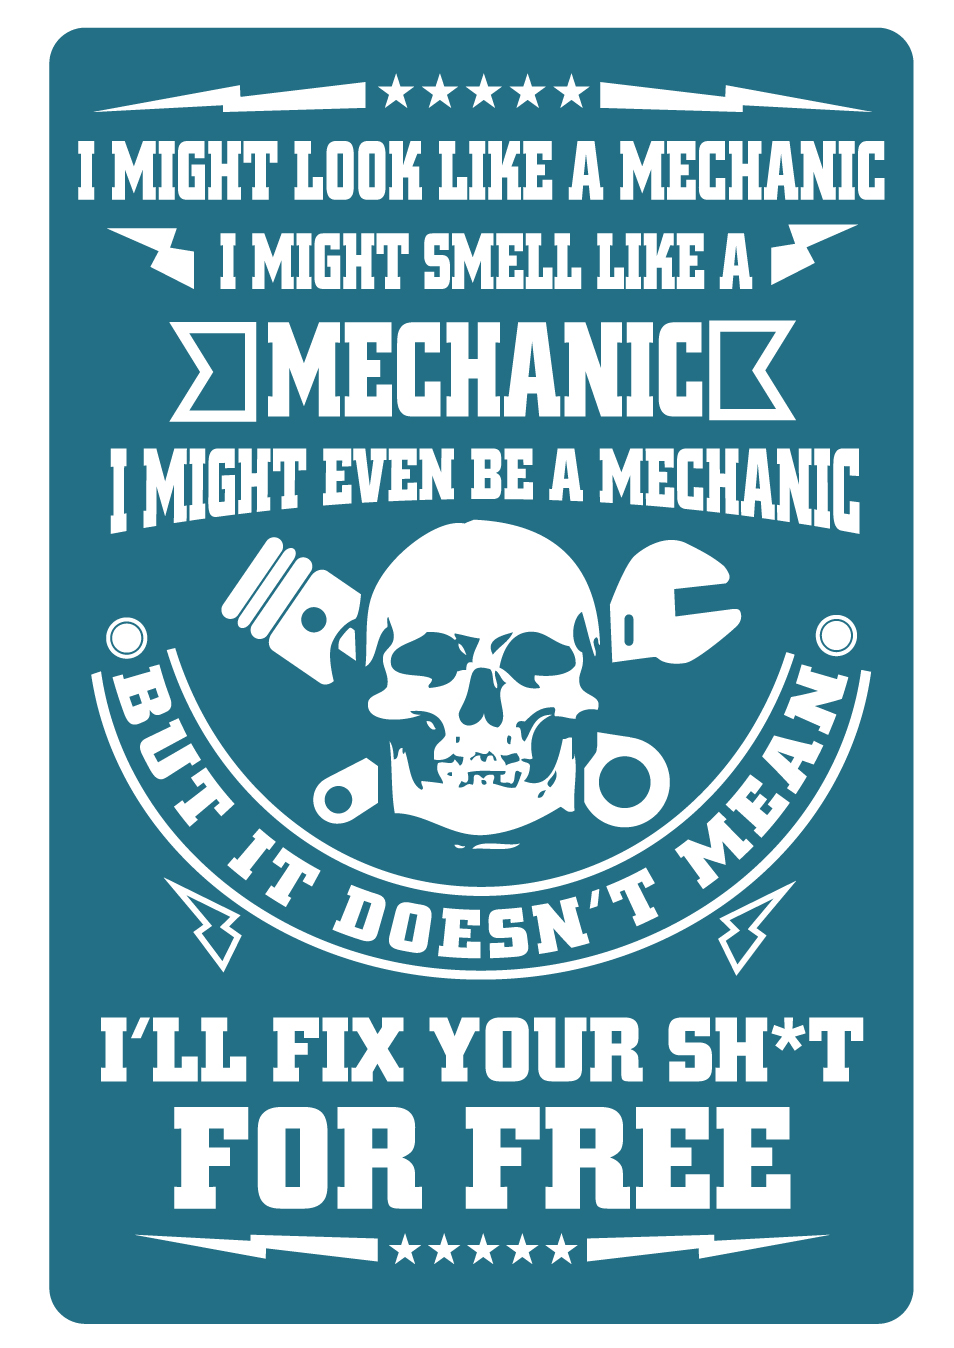 I MIGHT LOOK LIKE A MECHANIC
I MIGHT SMELL LIKE A
MECHANIC
I MIGHT EVEN BE A MECHANIC
BUT IT DOESN'T MEAN
I'LL FIX YOUR SH*T
FOR FREE